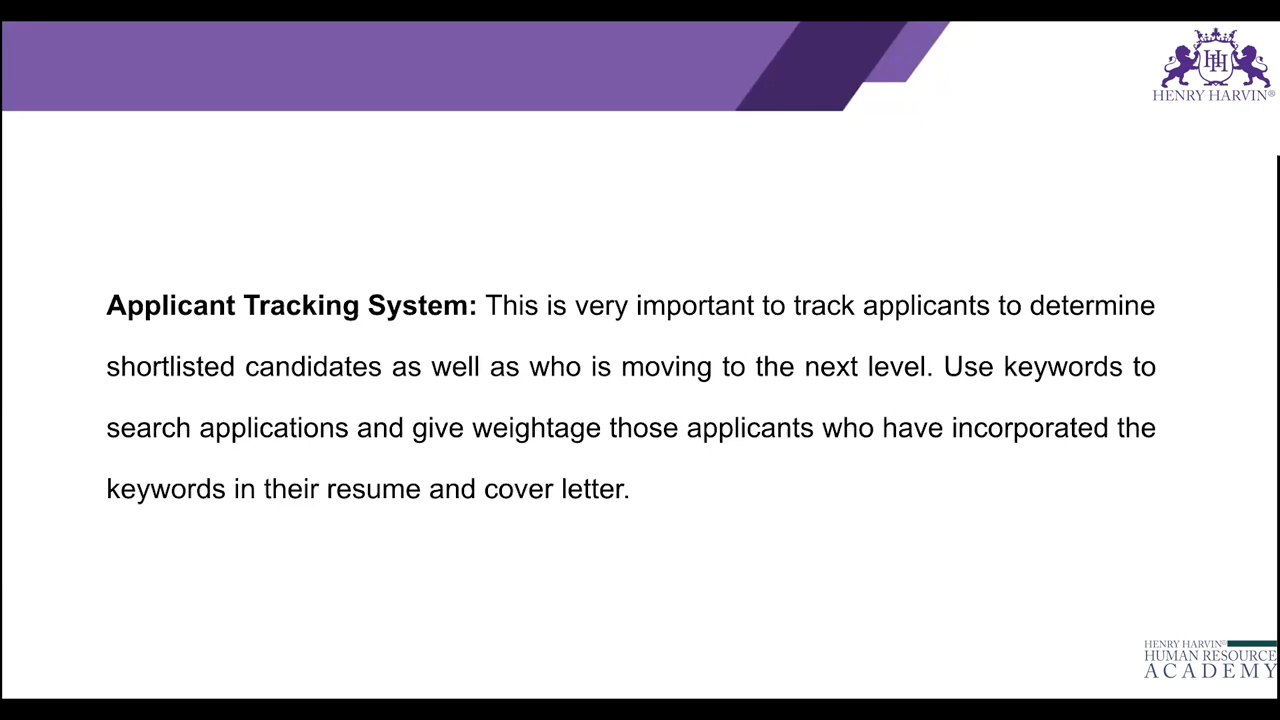 HENRY HARVIN®
Applicant Tracking System: This is very important to track applicants to determine
shortlisted candidates as well as who is moving to the next level. Use keywords to
search applications and give weightage those applicants who have incorporated the
keywords in their resume and cover letter.
HENRY HARVIN®
HUMAN RESOURCE
ACADEMY